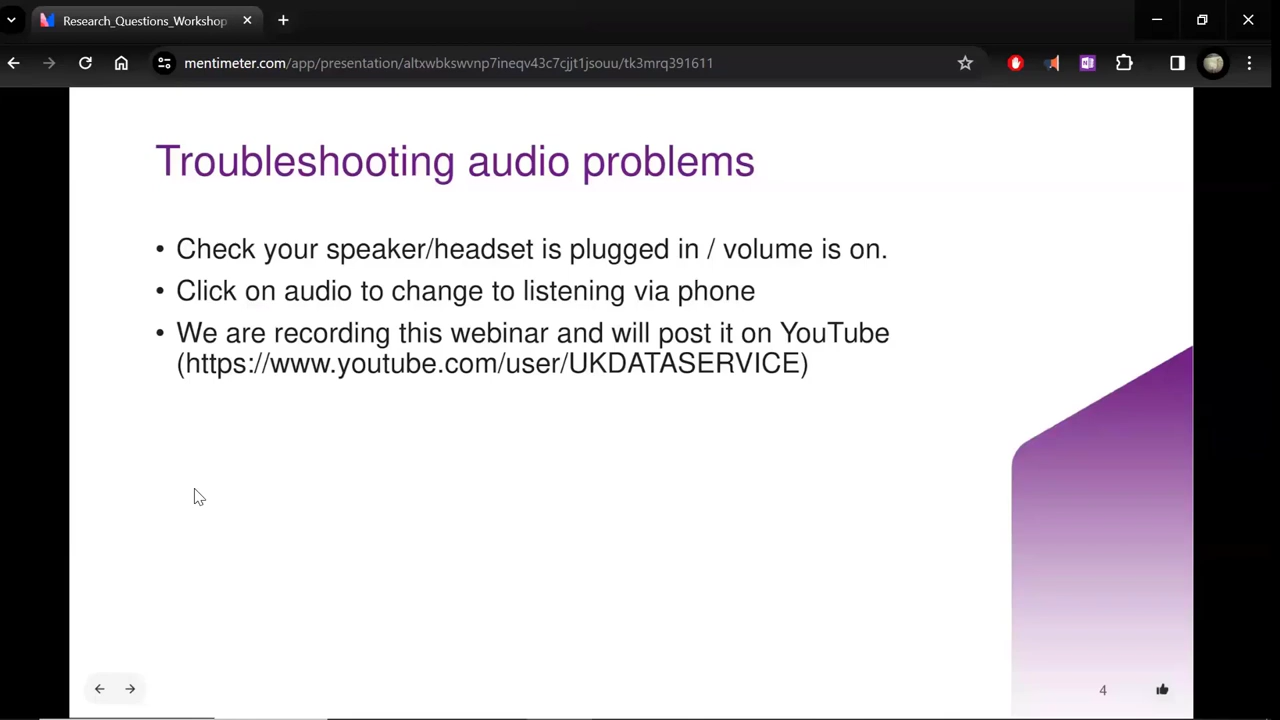 Research_Questions_Workshop
mentimeter.com/app/presentation/altxwbkswvnp7ineqv43c7cjjt1jsouu/tk3mrq391611
Troubleshooting audio problems
• Check your speaker/headset is plugged in / volume is on.
• Click on audio to change to listening via phone
• We are recording this webinar and will post it on YouTube
(https://www.youtube.com/user/UKDATASERVICE)
4